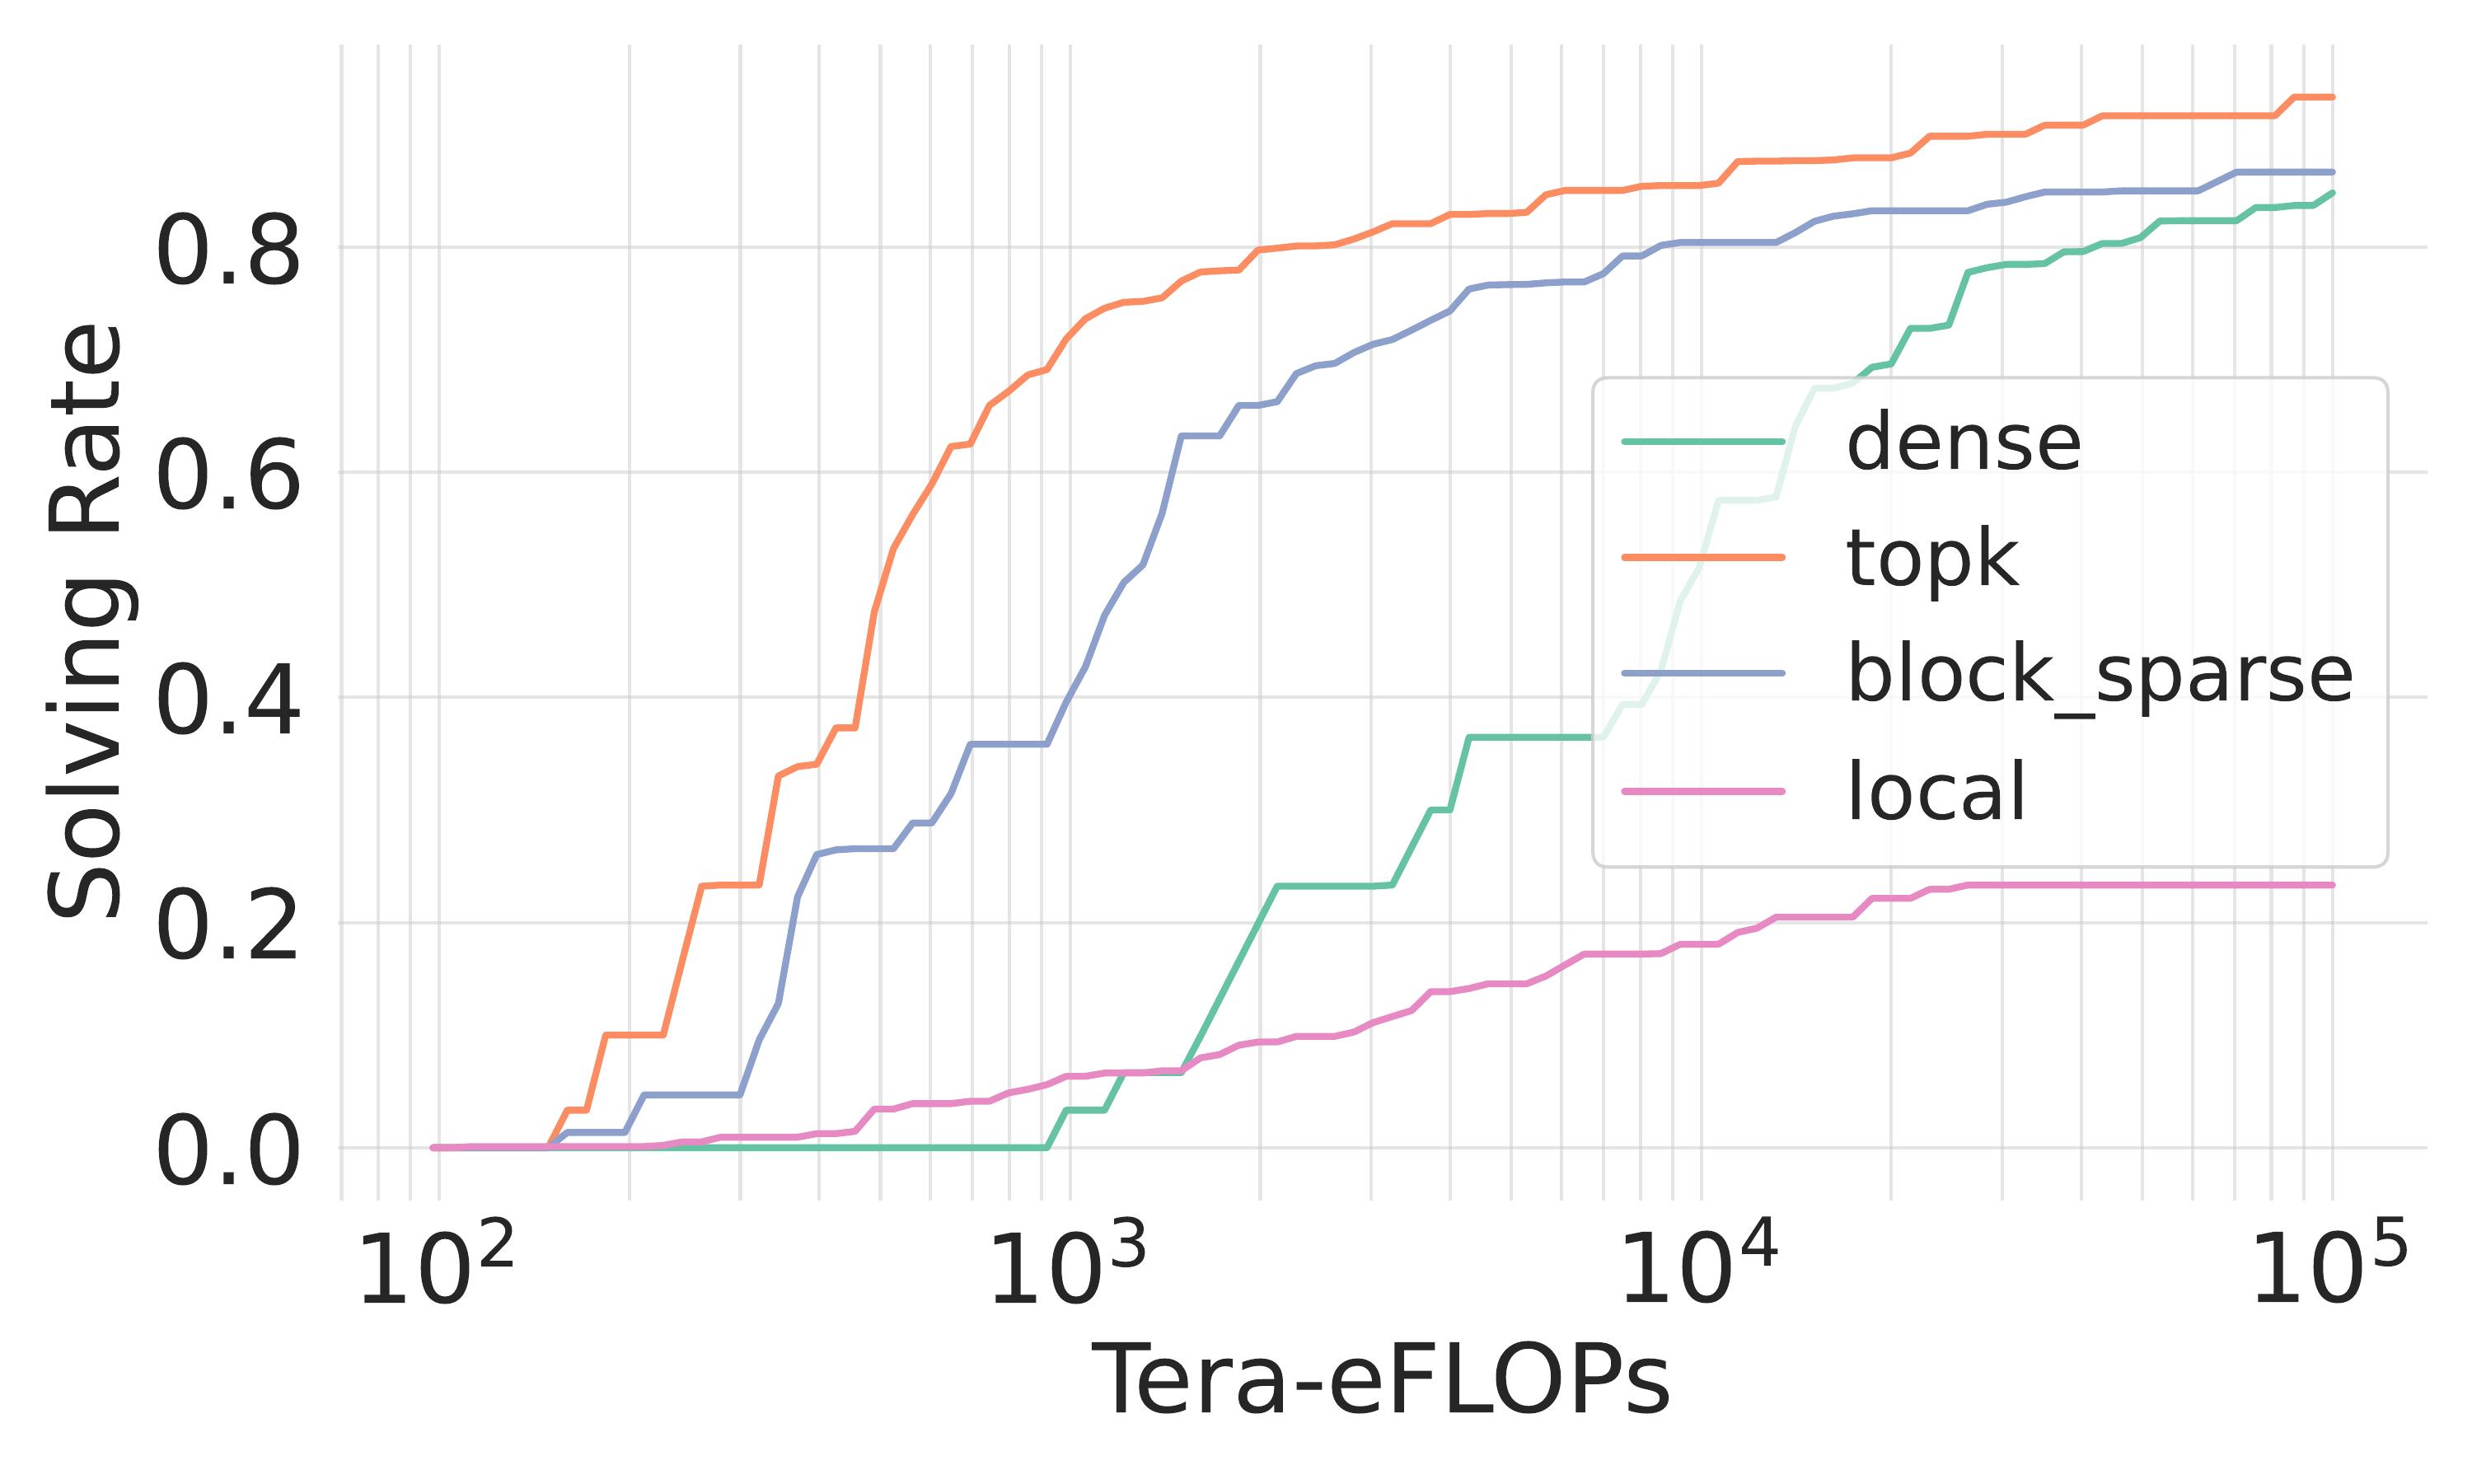 Solving Rate
0.8
0.6
0.4
0.2
0.0
10²
10³
10⁴
10⁵
Tera-eFLOPs
dense
topk
block_sparse
local